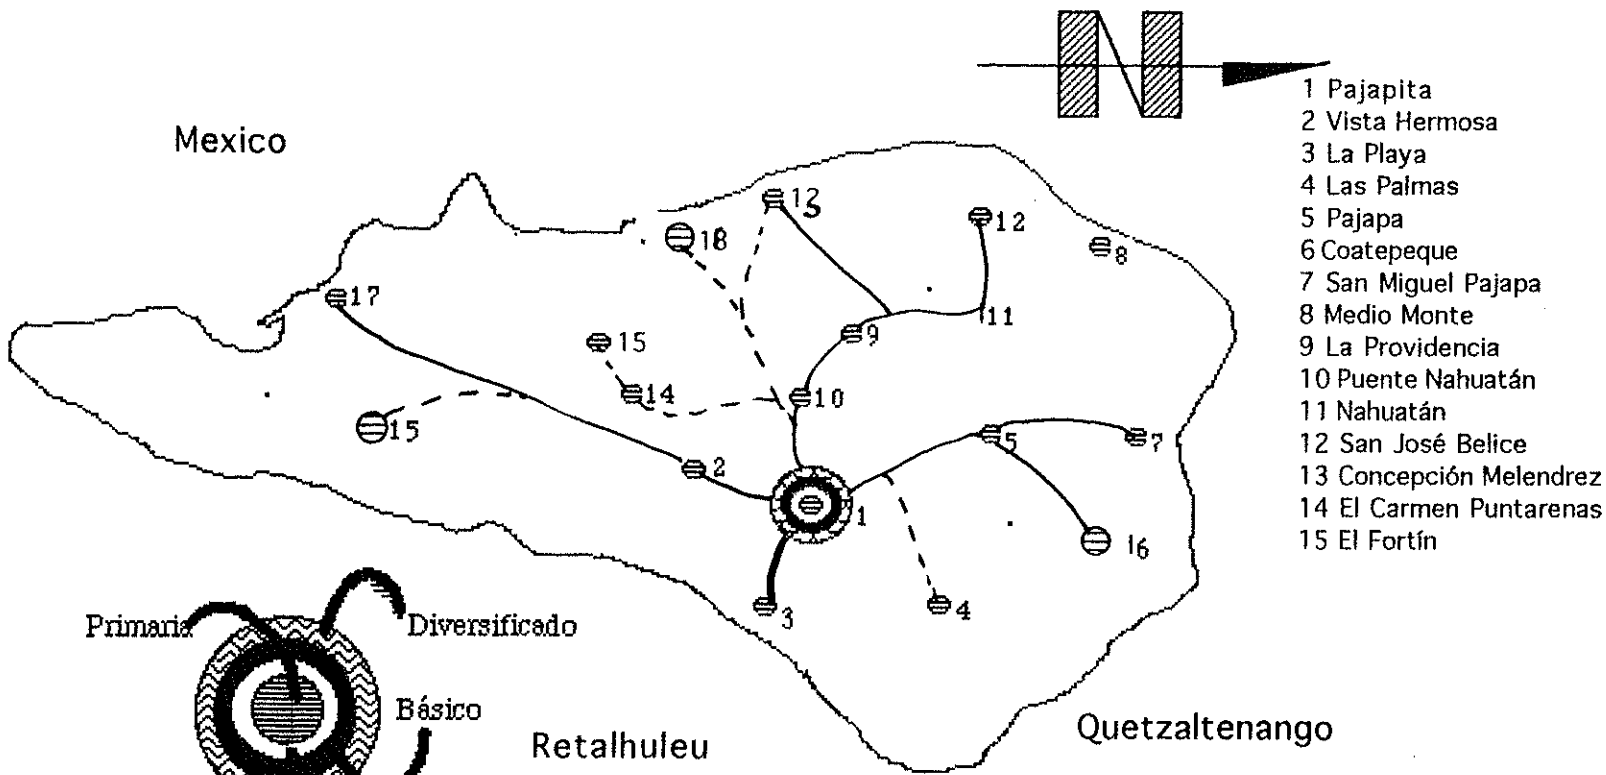 N
Mexico
1 Pajapita
2 Vista Hermosa
3 La Playa
4 Las Palmas
5 Pajapa
6 Coatepeque
7 San Miguel Pajapa
8 Medio Monte
9 La Providencia
10 Puente Nahuatán
11 Nahuatán
12 San José Belice
13 Concepción Melendrez
14 El Carmen Puntarenas
15 El Fortín
18
12
8
17
15
9
11
14
10
15
2
5
7
1
16
3
4
Primaria
Diversificado
Básico
Retalhuleu
Quetzaltenango